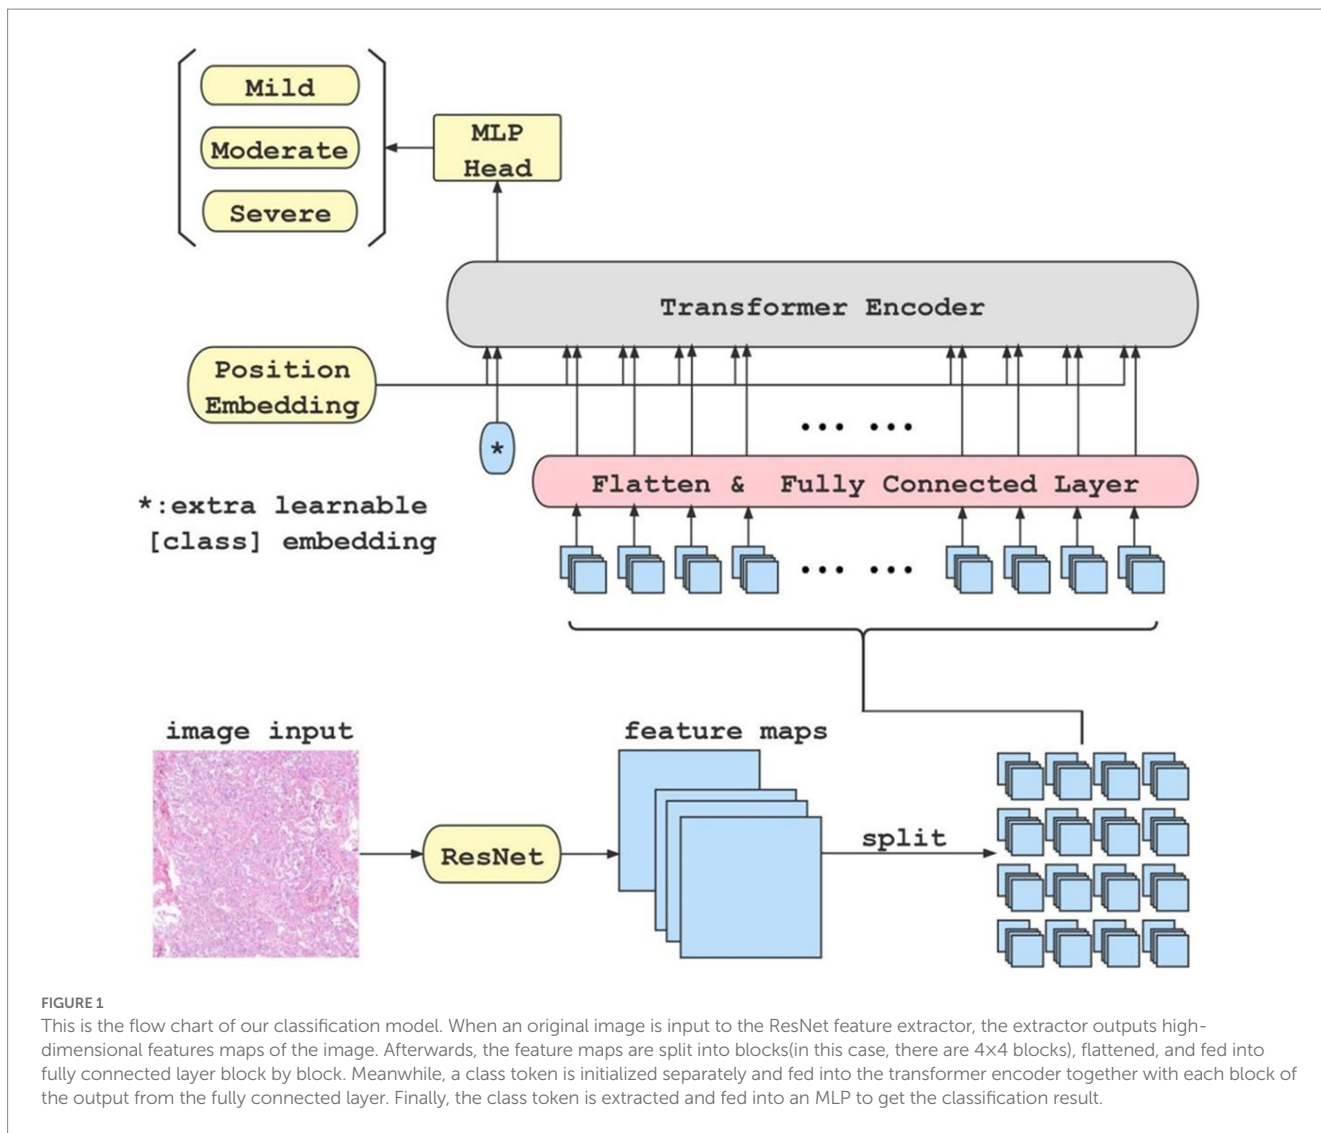 Mild
Moderate
Severe
MLP
Head
Transformer Encoder
Position
Embedding
*
*:extra learnable
[class] embedding
... ...
Flatten & Fully Connected Layer
... ...
image input
feature maps
ResNet
split
FIGURE 1
This is the flow chart of our classification model. When an original image is input to the ResNet feature extractor, the extractor outputs high-
dimensional features maps of the image. Afterwards, the feature maps are split into blocks(in this case, there are 4×4 blocks), flattened, and fed into
fully connected layer block by block. Meanwhile, a class token is initialized separately and fed into the transformer encoder together with each block of
the output from the fully connected layer. Finally, the class token is extracted and fed into an MLP to get the classification result.